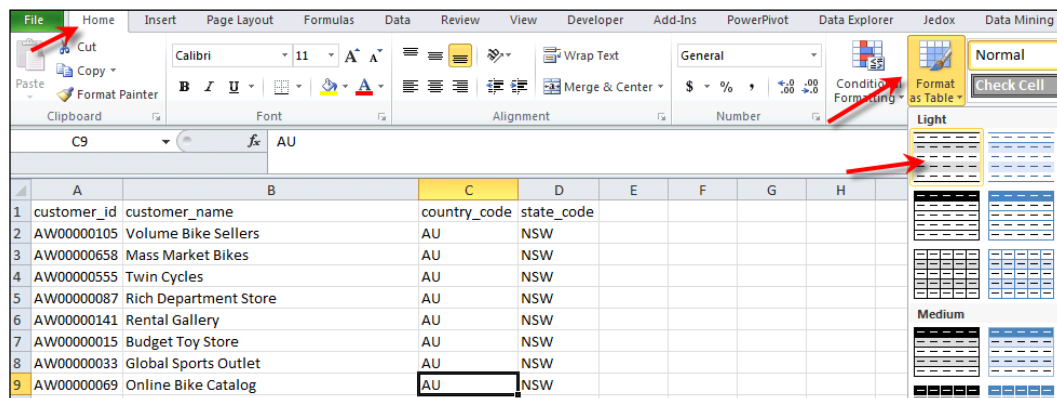 File Home Insert Page Layout Formulas Data Review View Developer Add-Ins PowerPivot Data Explorer Jedox Data Mining
Cut
Copy
Paste
Format Painter
Clipboard
Calibri 11 A A
B I U A
Font
Wrap Text
Merge & Center
Alignment
General
$ % , .0 .00 .00 .0
Number
Conditional Formatting
Format as Table
Normal
Check Cell
C9 fx AU
Light
Medium
A B C D E F G H
1 customer_id customer_name country_code state_code
2 AW00000105 Volume Bike Sellers AU NSW
3 AW00000658 Mass Market Bikes AU NSW
4 AW00000555 Twin Cycles AU NSW
5 AW00000087 Rich Department Store AU NSW
6 AW00000141 Rental Gallery AU NSW
7 AW00000015 Budget Toy Store AU NSW
8 AW00000033 Global Sports Outlet AU NSW
9 AW00000069 Online Bike Catalog AU NSW